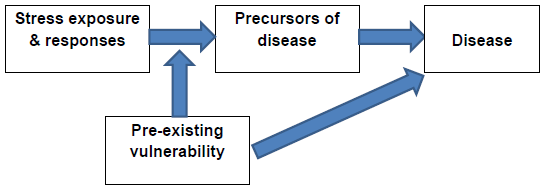 Stress exposure
& responses
Precursors of
disease
Disease
Pre-existing
vulnerability